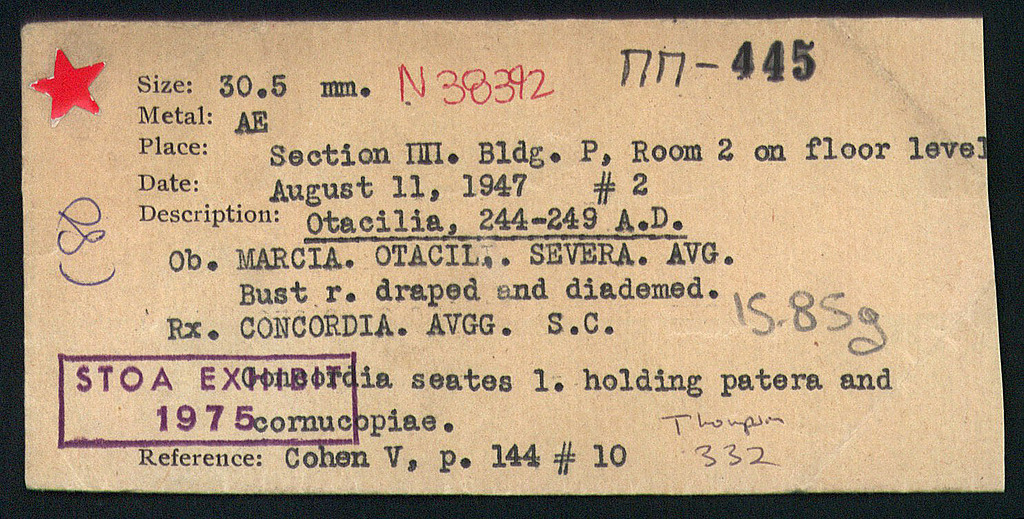 ΠΠ-445
Size: 30.5 mm. N 38392
Metal: AE
Place: Section ΠΠ. Bldg. P, Room 2 on floor level
Date: August 11, 1947 # 2
Description: Otacilia, 244-249 A.D.
Ob. MARCIA. OTACIL.. SEVERA. AVG.
Bust r. draped and diademed.
15.85g
Rx. CONCORDIA. AVGG. S.C.
Concordia seates l. holding patera and
cornucopiae.
STOA EXHIBIT
1975
Thompson
332
Reference: Cohen V, p. 144 # 10